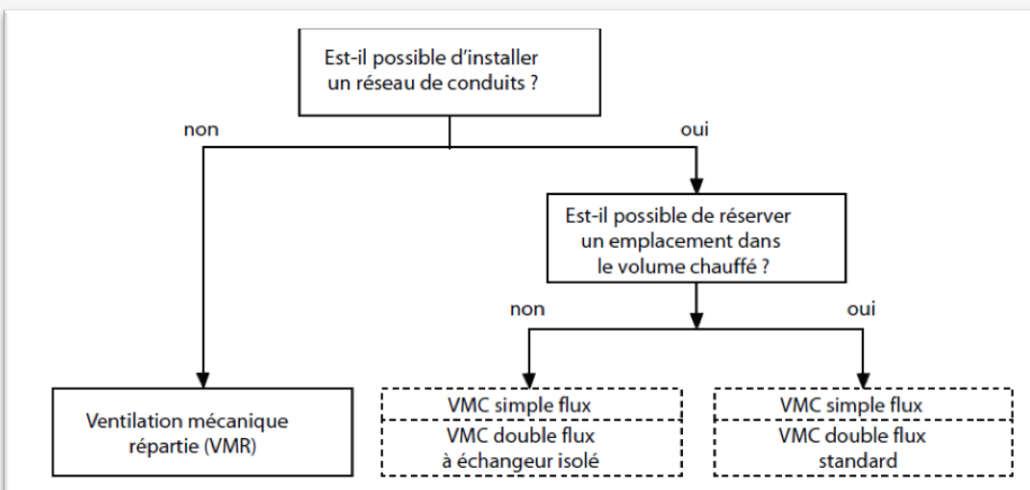 Est-il possible d'installer
un réseau de conduits ?
non
oui
Est-il possible de réserver
un emplacement dans
le volume chauffé ?
non
oui
Ventilation mécanique
répartie (VMR)
VMC simple flux
VMC double flux
à échangeur isolé
VMC simple flux
VMC double flux
standard